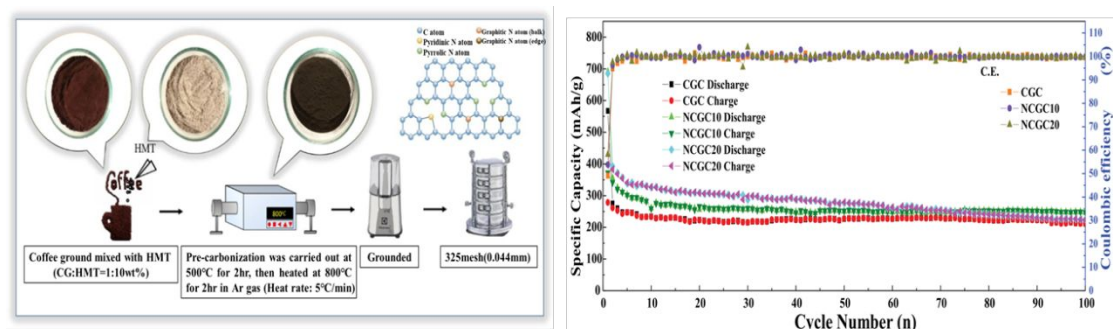 C atom
Graphitic N atom (bulk)
Pyridinic N atom
Graphitic N atom (edge)
Pyrrolic N atom
HMT
Coffee
800℃
Coffee ground mixed with HMT
(CG:HMT=1:10wt%)
Pre-carbonization was carried out at
500℃ for 2hr, then heated at 800℃
for 2hr in Ar gas (Heat rate: 5℃/min)
Grounded
325mesh(0.044mm)
Specific Capacity (mAh/g)
800
700
600
500
400
300
200
100
0
CGC Discharge
CGC Charge
NCGC10 Discharge
NCGC10 Charge
NCGC20 Discharge
NCGC20 Charge
C.E.
CGC
NCGC10
NCGC20
100
90
80
70
60
50
40
30
20
10
0
Coulombic efficiency (%)
0 10 20 30 40 50 60 70 80 90 100
Cycle Number (n)